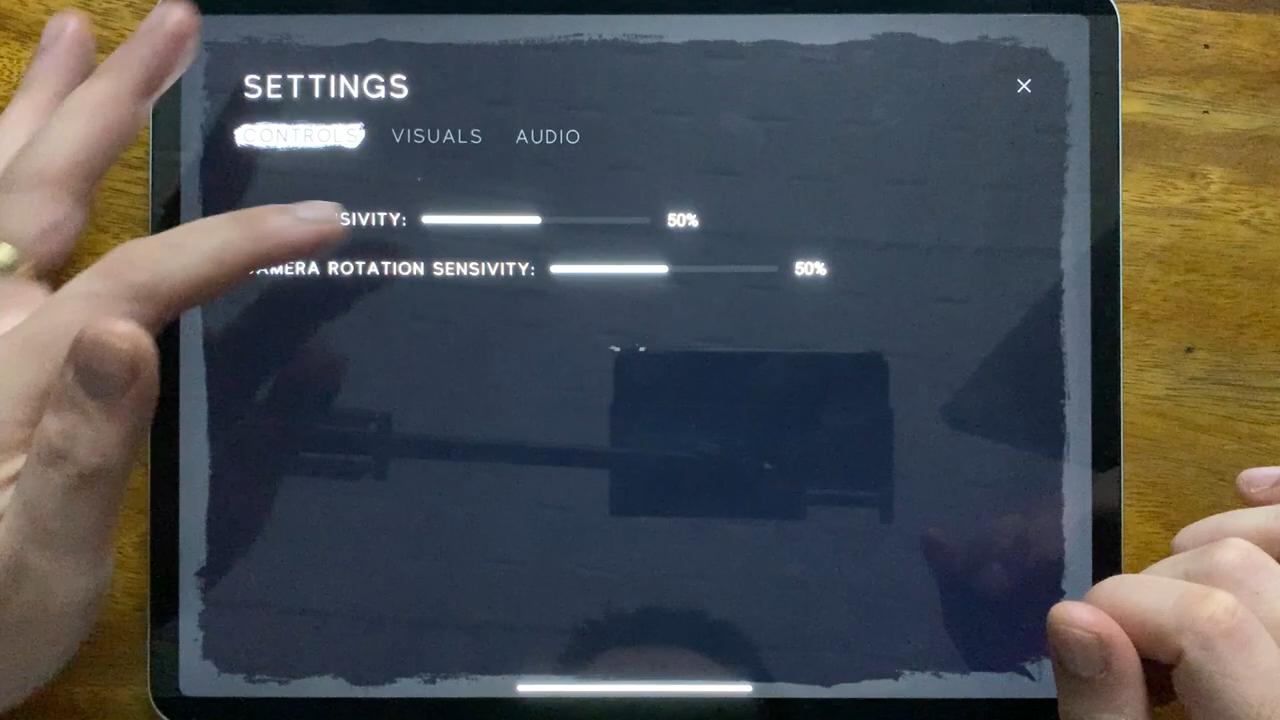 SETTINGS
CONTROLS VISUALS AUDIO
SIVITY: 50%
CAMERA ROTATION SENSIVITY: 50%